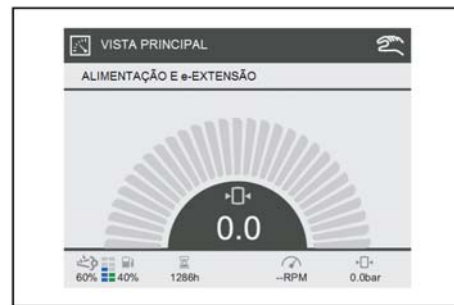 VISTA PRINCIPAL
ALIMENTAÇÃO E e-EXTENSÃO
0.0
60% 40% 1286h --RPM 0.0bar